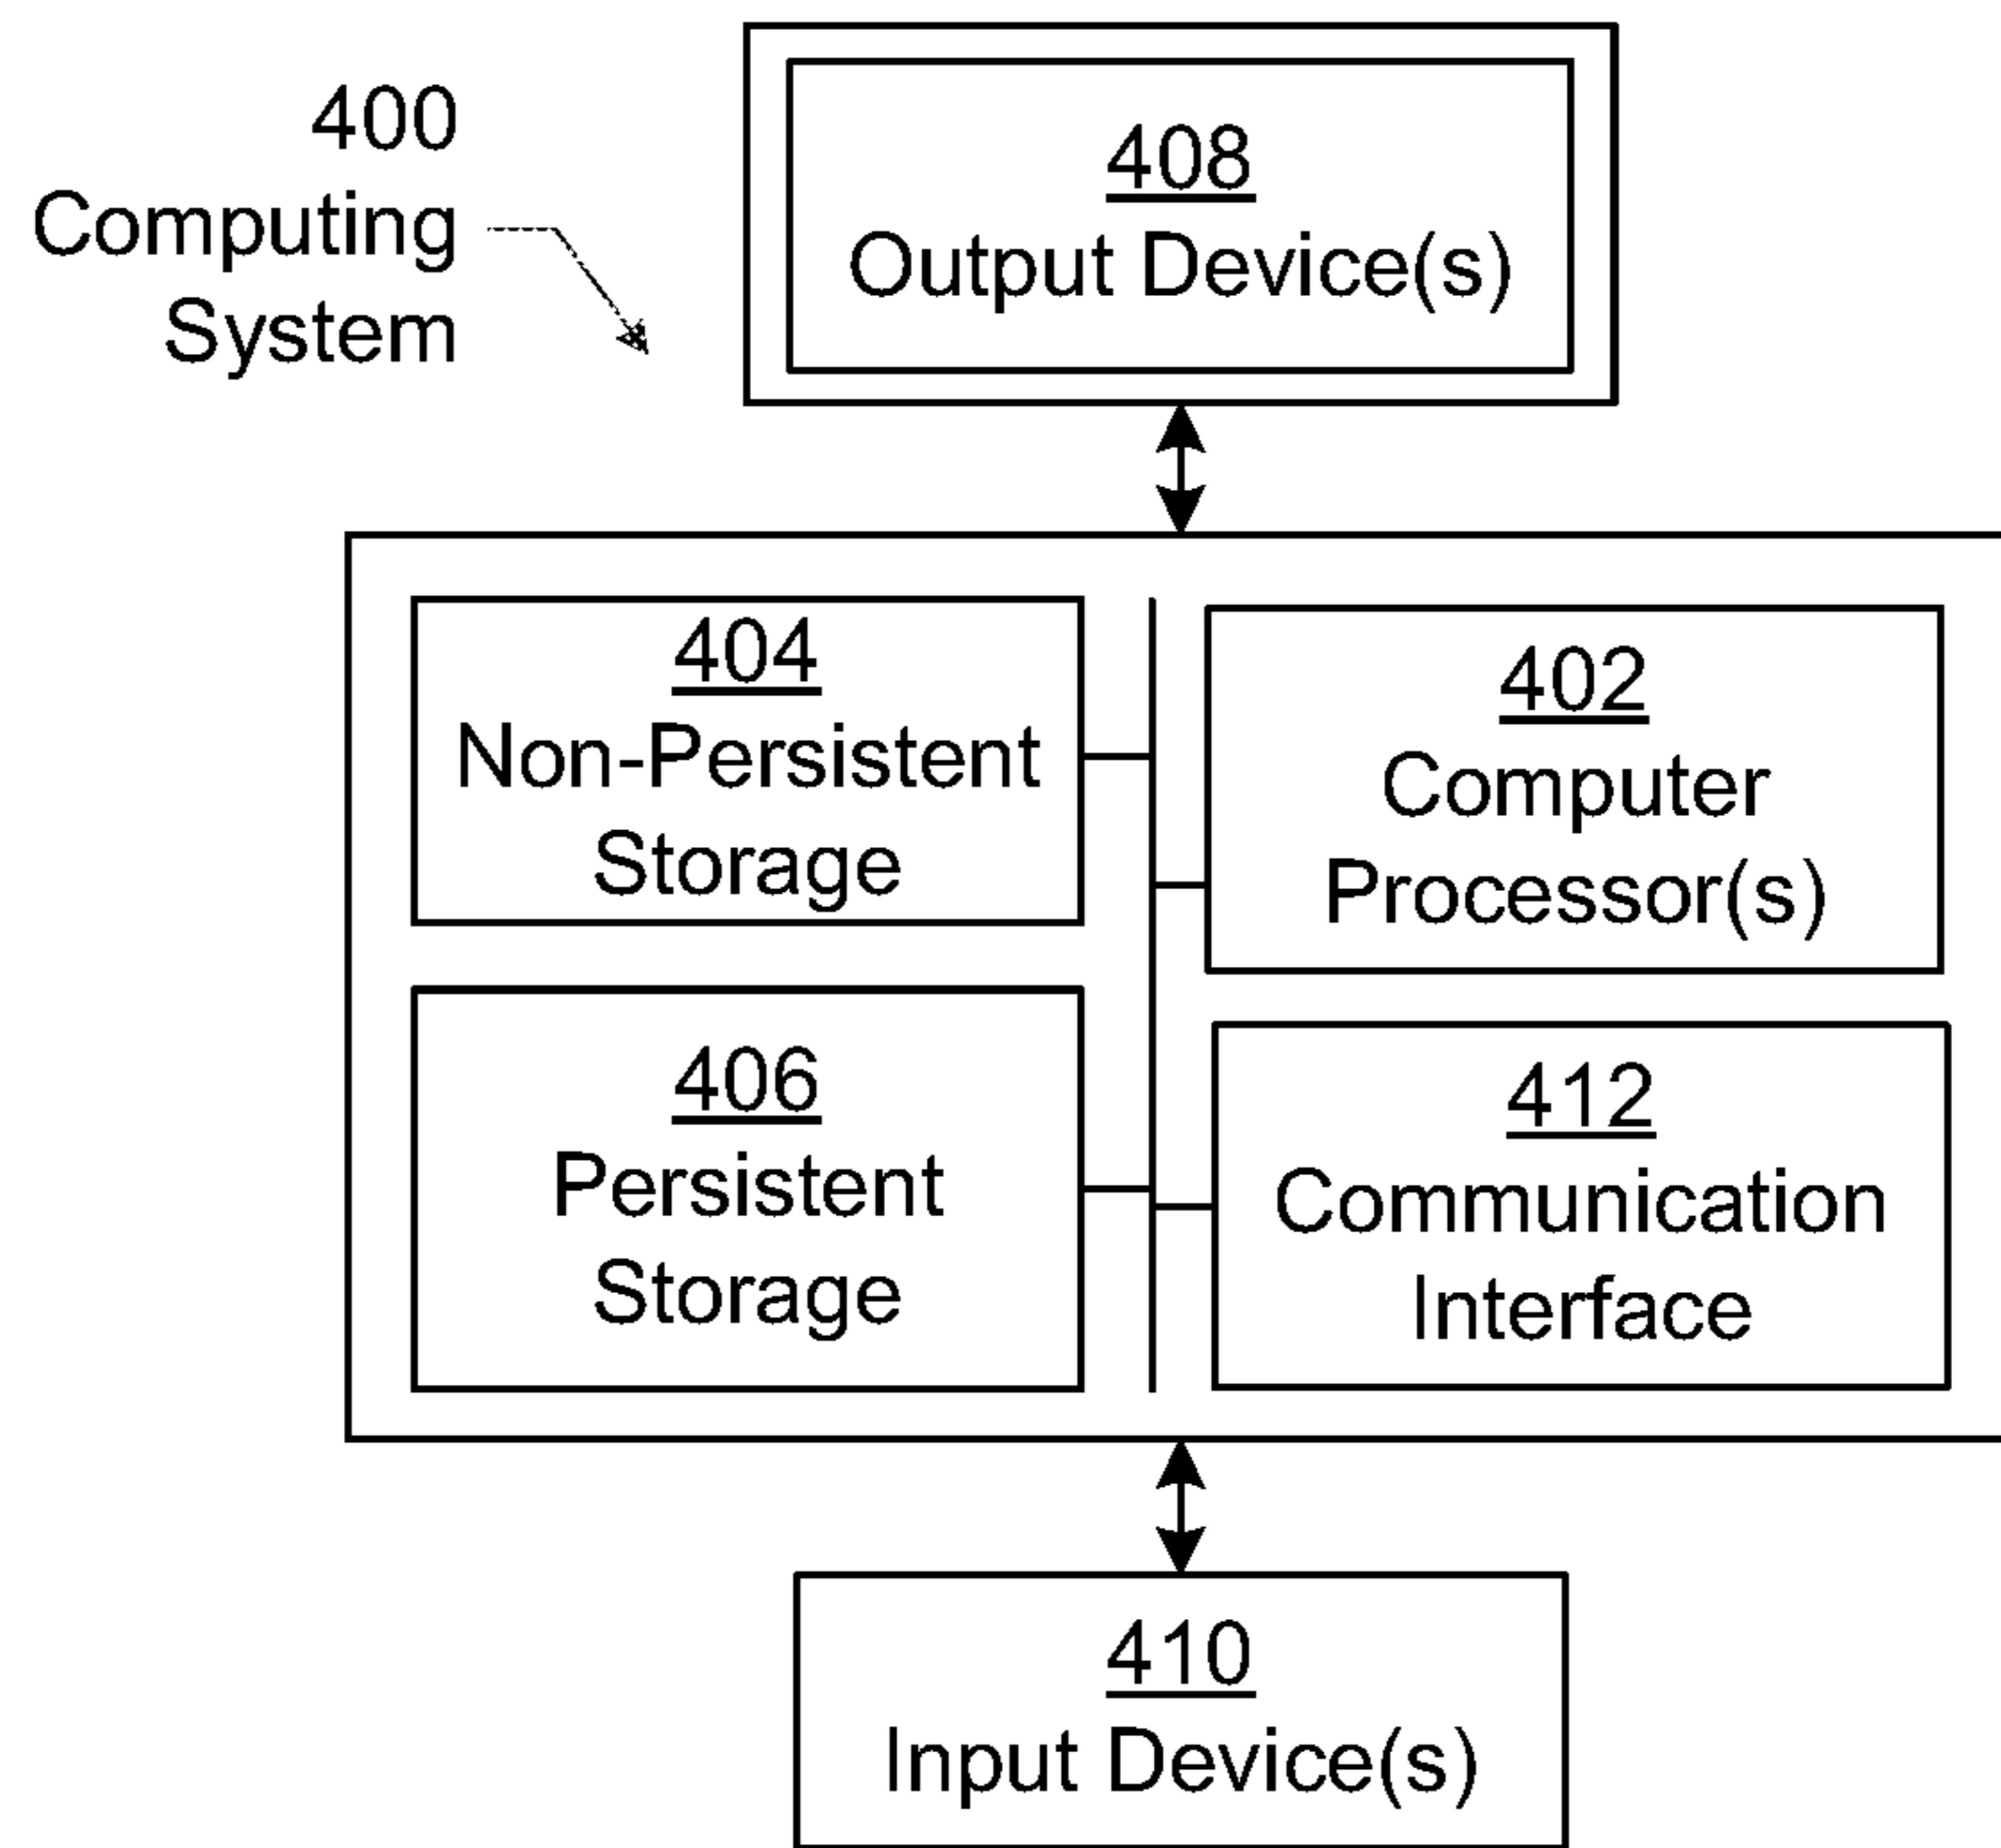 400
Computing
System
408
Output Device(s)
404
Non-Persistent
Storage
402
Computer
Processor(s)
406
Persistent
Storage
412
Communication
Interface
410
Input Device(s)